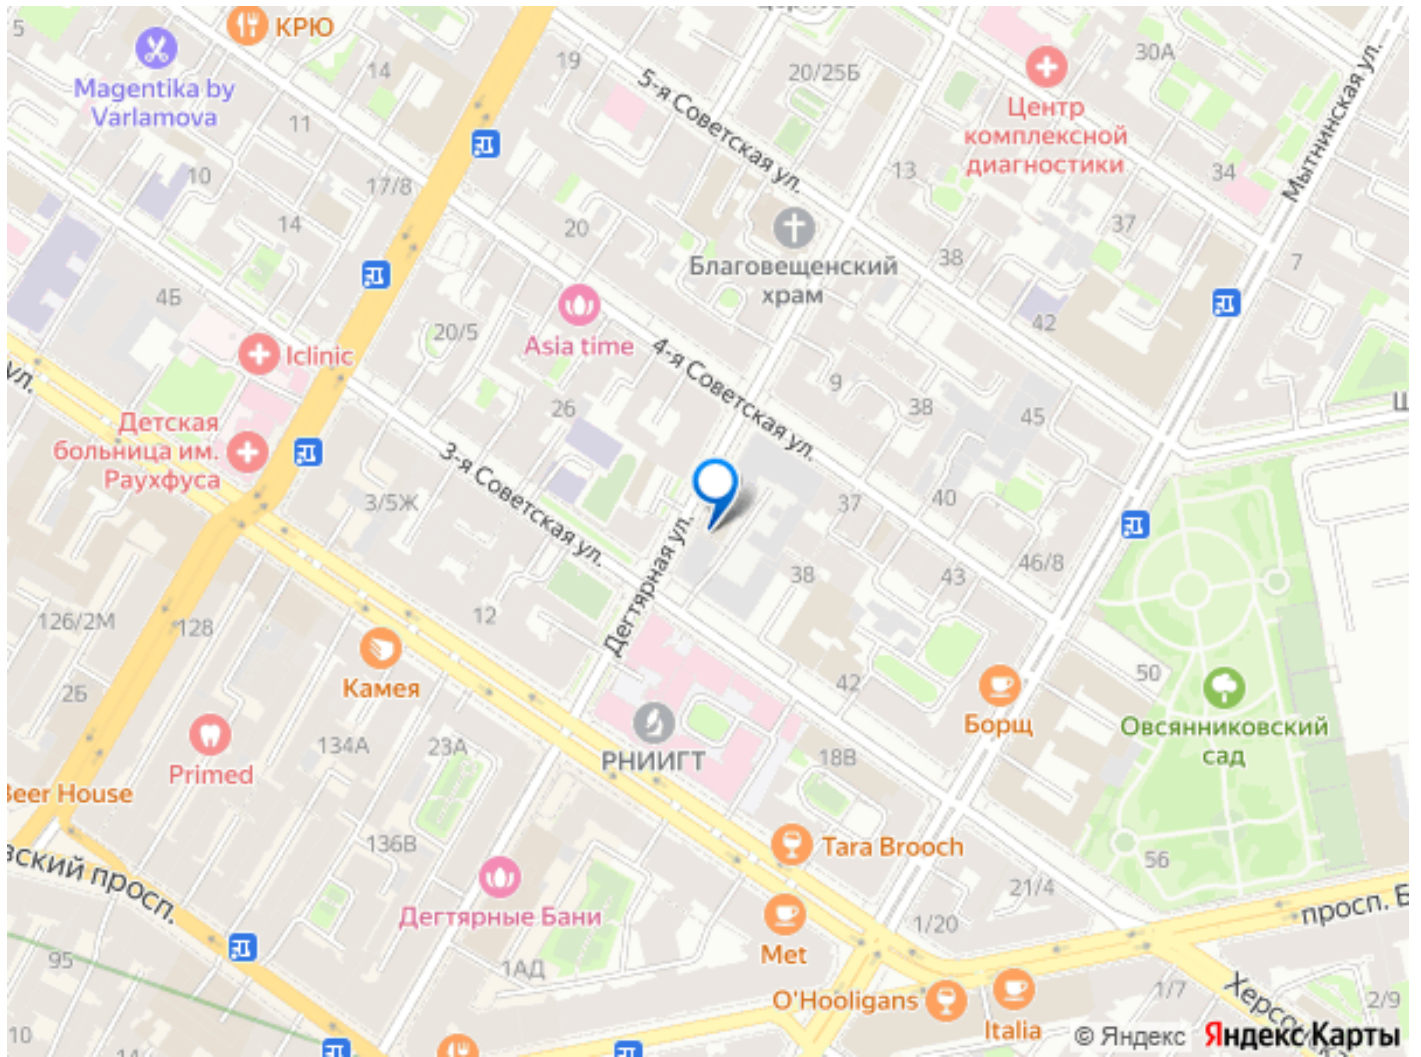 5
КРЮ
Magentika by
Varlamova
14
11
10
17/8
14
19
5-я Советская ул.
20/25Б
30А
Центр
комплексной
диагностики
Мытнинская ул.
13
34
37
7
20
Благовещенский
храм
38
42
4Б
Iclinic
20/5
Asia time
4-я Советская ул.
9
38
45
ул.
Детская
больница им.
Раухфуса
26
3-я Советская ул.
3/5Ж
Дегтярная ул.
37
40
46/8
43
38
12
126/2М
128
2Б
Камея
42
Борщ
50
Овсянниковский
сад
Primed
134А
23А
РНИИГТ
18В
Beer House
136В
Tara Brooch
56
21/4
вский просп.
Дегтярные Бани
Met
1/20
просп. Б
95
1АД
O'Hooligans
Italia
1/7
Херсо
2/9
10
14
© Яндекс Яндекс Карты